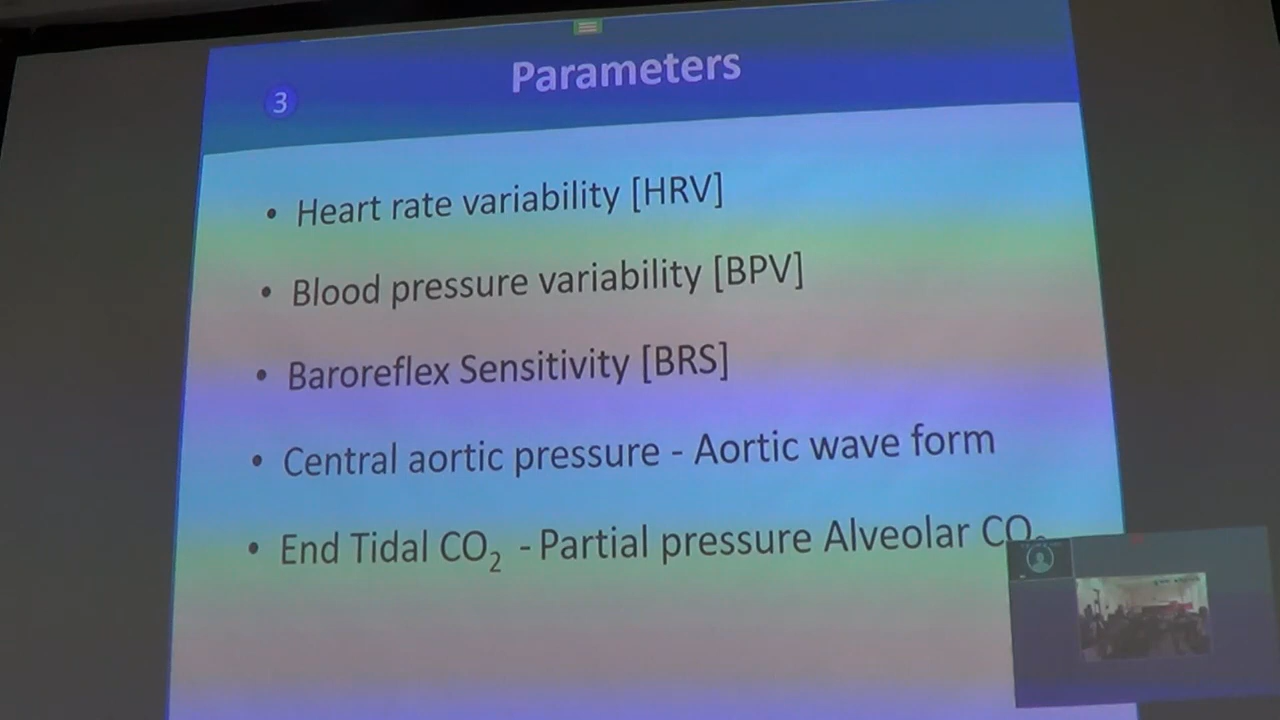 Parameters
3
• Heart rate variability [HRV]
• Blood pressure variability [BPV]
• Baroreflex Sensitivity [BRS]
• Central aortic pressure - Aortic wave form
• End Tidal CO₂ - Partial pressure Alveolar CO₂